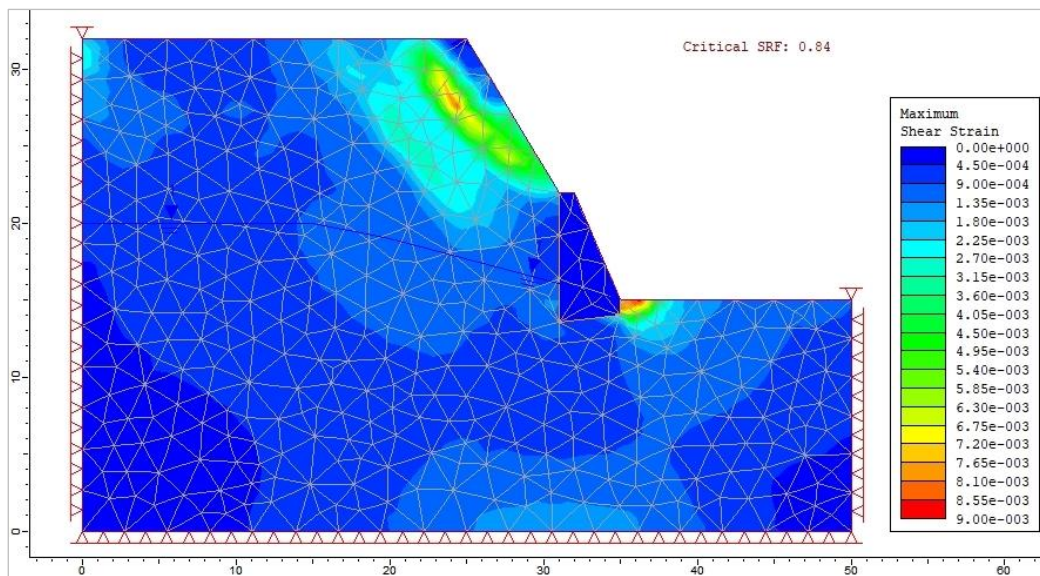 Critical SRF: 0.84
Maximum
Shear Strain
0.00e+000
4.50e-004
9.00e-004
1.35e-003
1.80e-003
2.25e-003
2.70e-003
3.15e-003
3.60e-003
4.05e-003
4.50e-003
4.95e-003
5.40e-003
5.85e-003
6.30e-003
6.75e-003
7.20e-003
7.65e-003
8.10e-003
8.55e-003
9.00e-003
30
20
10
0
0
10
20
30
40
50
60